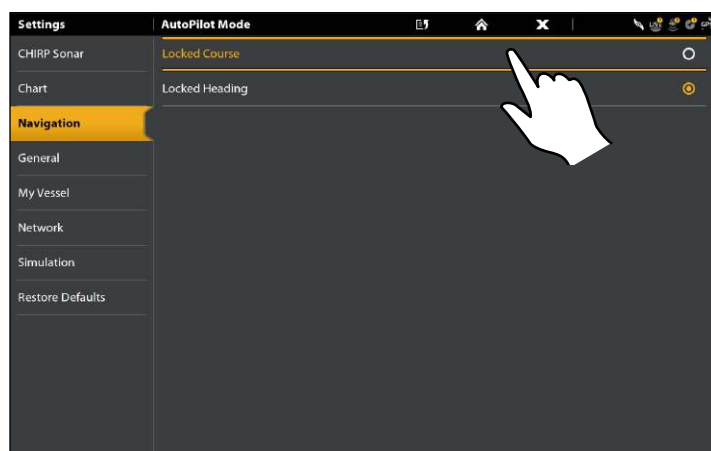 Settings
AutoPilot Mode
CHIRP Sonar
Chart
Navigation
General
My Vessel
Network
Simulation
Restore Defaults
Locked Course
Locked Heading